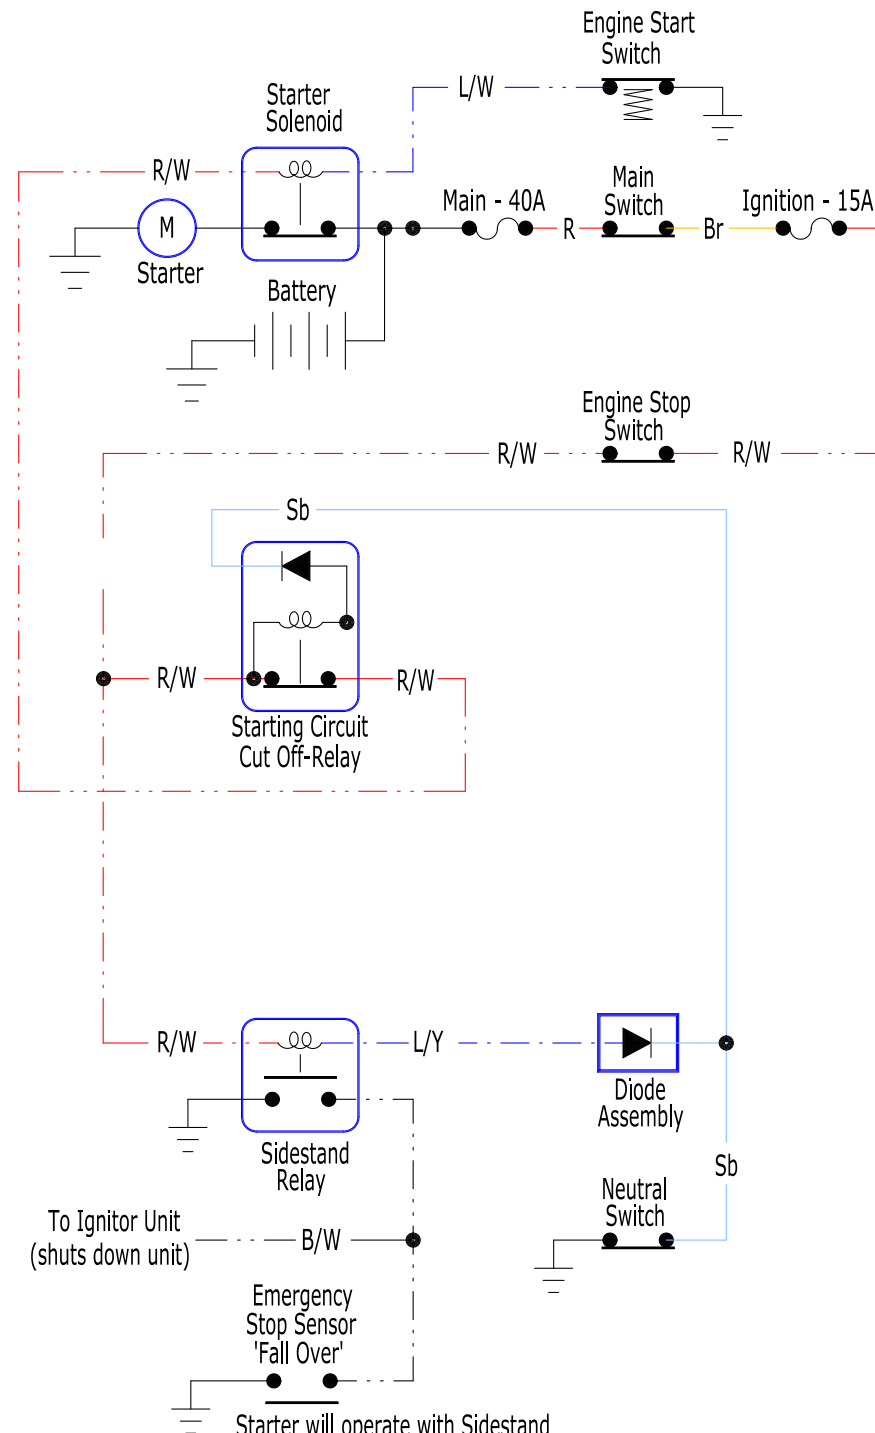 Engine Start
Switch
L/W
Starter
Solenoid
R/W
Main - 40A
Main
Switch
Ignition - 15A
M
R
Br
Starter
Battery
Engine Stop
Switch
R/W
R/W
Sb
R/W
R/W
Starting Circuit
Cut Off-Relay
R/W
L/Y
Diode
Assembly
Sidestand
Relay
Sb
Neutral
Switch
To Ignitor Unit
(shuts down unit)
B/W
Emergency
Stop Sensor
'Fall Over'
Starter will operate with Sidestand